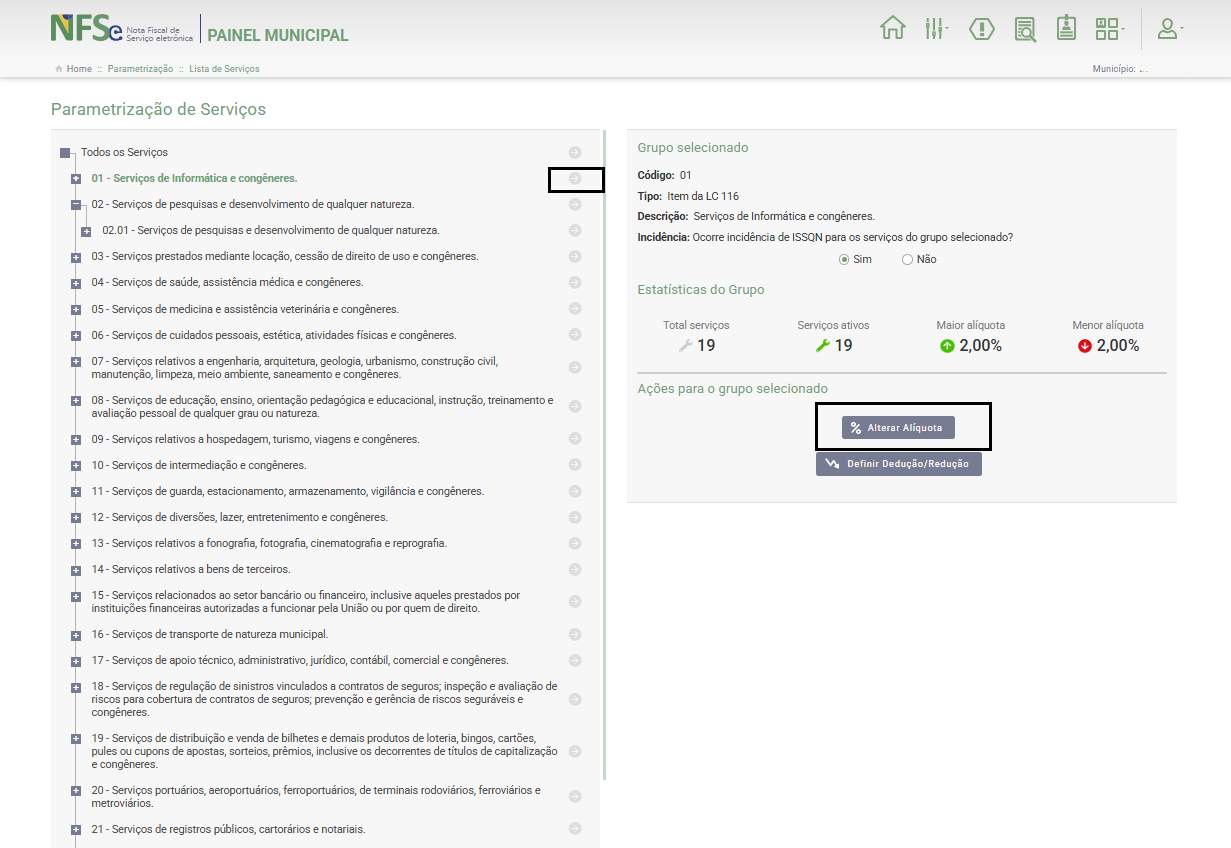 NFSe Nota Fiscal de
Serviço eletrônica
PAINEL MUNICIPAL
Home :: Parametrização :: Lista de Serviços
Município:
Parametrização de Serviços
Todos os Serviços
01 - Serviços de Informática e congêneres.
02 - Serviços de pesquisas e desenvolvimento de qualquer natureza.
02.01 - Serviços de pesquisas e desenvolvimento de qualquer natureza.
03 - Serviços prestados mediante locação, cessão de direito de uso e congêneres.
04 - Serviços de saúde, assistência médica e congêneres.
05 - Serviços de medicina e assistência veterinária e congêneres.
06 - Serviços de cuidados pessoais, estética, atividades físicas e congêneres.
07 - Serviços relativos a engenharia, arquitetura, geologia, urbanismo, construção civil,
manutenção, limpeza, meio ambiente, saneamento e congêneres.
08 - Serviços de educação, ensino, orientação pedagógica e educacional, instrução, treinamento e
avaliação pessoal de qualquer grau ou natureza.
09 - Serviços relativos a hospedagem, turismo, viagens e congêneres.
10 - Serviços de intermediação e congêneres.
11 - Serviços de guarda, estacionamento, armazenamento, vigilância e congêneres.
12 - Serviços de diversões, lazer, entretenimento e congêneres.
13 - Serviços relativos a fonografia, fotografia, cinematografia e reprografia.
14 - Serviços relativos a bens de terceiros.
15 - Serviços relacionados ao setor bancário ou financeiro, inclusive aqueles prestados por
instituições financeiras autorizadas a funcionar pela União ou por quem de direito.
16 - Serviços de transporte de natureza municipal.
17 - Serviços de apoio técnico, administrativo, jurídico, contábil, comercial e congêneres.
18 - Serviços de regulação de sinistros vinculados a contratos de seguros; inspeção e avaliação de
riscos para cobertura de contratos de seguros; prevenção e gerência de riscos seguráveis e
congêneres.
19 - Serviços de distribuição e venda de bilhetes e demais produtos de loteria, bingos, cartões,
pules ou cupons de apostas, sorteios, prêmios, inclusive os decorrentes de títulos de capitalização
e congêneres.
20 - Serviços portuários, aeroportuários, ferroportuários, de terminais rodoviários, ferroviários e
metroviários.
21 - Serviços de registros públicos, cartorários e notariais.
Grupo selecionado
Código: 01
Tipo: Item da LC 116
Descrição: Serviços de Informática e congêneres.
Incidência: Ocorre incidência de ISSQN para os serviços do grupo selecionado?
Sim Não
Estatísticas do Grupo
Total serviços Serviços ativos Maior alíquota Menor alíquota
19 19 2,00% 2,00%
Ações para o grupo selecionado
Alterar Alíquota
Definir Dedução/Redução